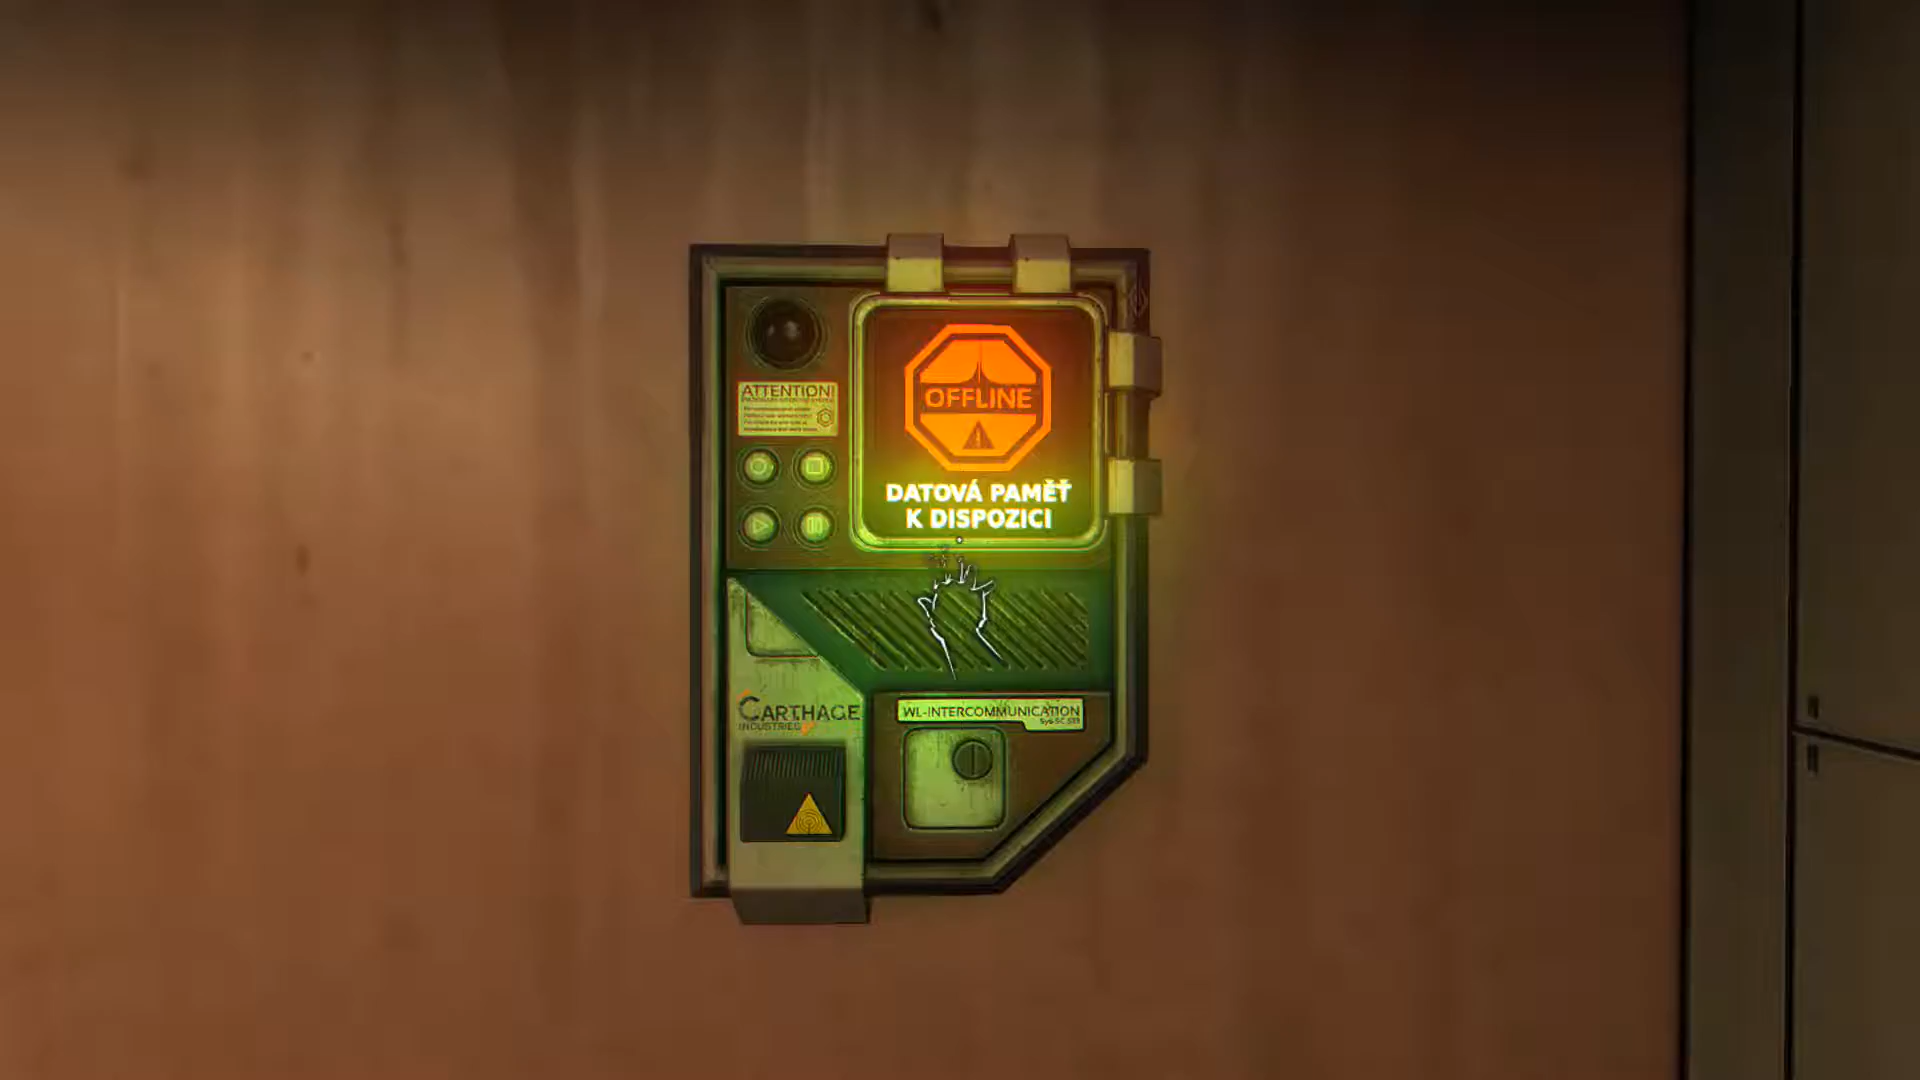 ATTENTION!
OFFLINE
DATOVÁ PAMĚŤ
K DISPOZICI
CARTHAGE
INDUSTRIES
WL-INTERCOMMUNICATION